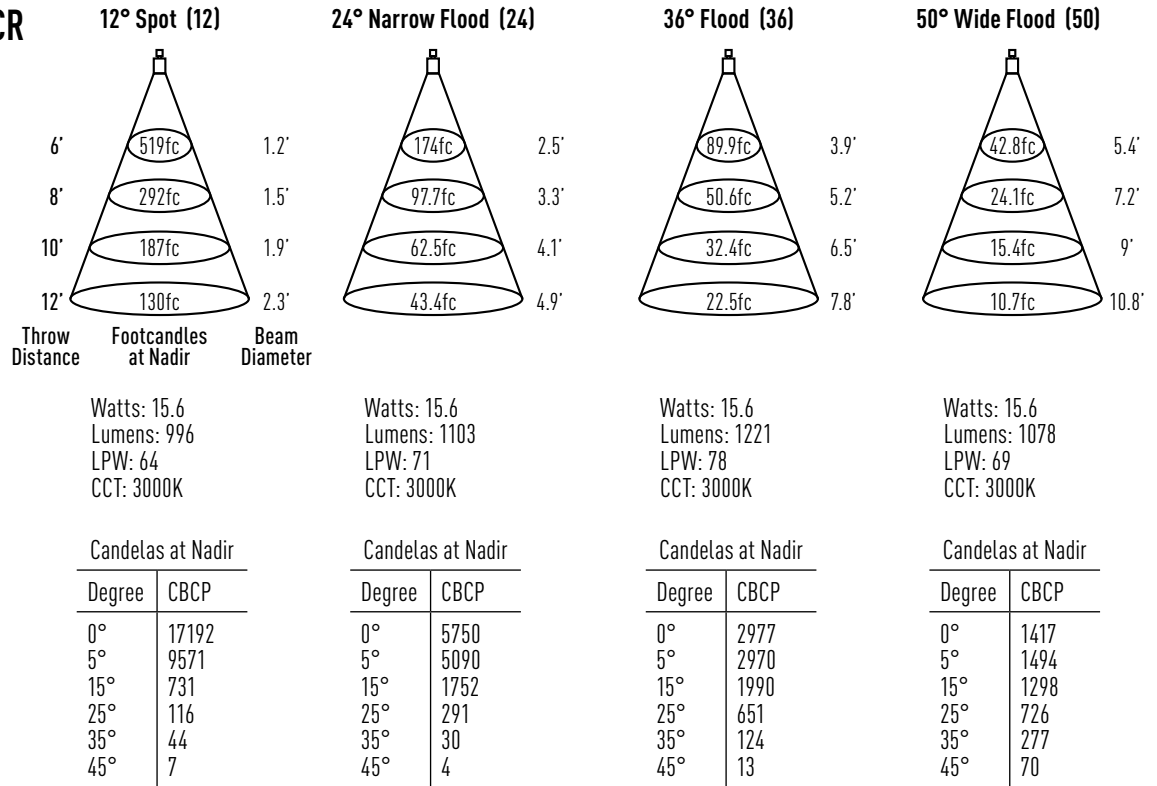 CR
12° Spot (12)
24° Narrow Flood (24)
36° Flood (36)
50° Wide Flood (50)
6' 519fc 1.2' 174fc 2.5' 89.9fc 3.9' 42.8fc 5.4'
8' 292fc 1.5' 97.7fc 3.3' 50.6fc 5.2' 24.1fc 7.2'
10' 187fc 1.9' 62.5fc 4.1' 32.4fc 6.5' 15.4fc 9'
12' 130fc 2.3' 43.4fc 4.9' 22.5fc 7.8' 10.7fc 10.8'
Throw
Distance
Footcandles
at Nadir
Beam
Diameter
Watts: 15.6
Lumens: 996
LPW: 64
CCT: 3000K
Watts: 15.6
Lumens: 1103
LPW: 71
CCT: 3000K
Watts: 15.6
Lumens: 1221
LPW: 78
CCT: 3000K
Watts: 15.6
Lumens: 1078
LPW: 69
CCT: 3000K
Candelas at Nadir
Degree CBCP
0° 17192
5° 9571
15° 731
25° 116
35° 44
45° 7
Candelas at Nadir
Degree CBCP
0° 5750
5° 5090
15° 1752
25° 291
35° 30
45° 4
Candelas at Nadir
Degree CBCP
0° 2977
5° 2970
15° 1990
25° 651
35° 124
45° 13
Candelas at Nadir
Degree CBCP
0° 1417
5° 1494
15° 1298
25° 726
35° 277
45° 70